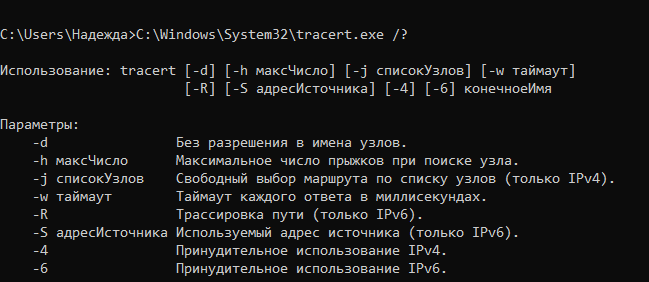 C:\Users\Надежда>C:\Windows\System32\tracert.exe /?
Использование: tracert [-d] [-h максЧисло] [-j списокУзлов] [-w таймаут]
[-R] [-S адресИсточника] [-4] [-6] конечноеИмя
Параметры:
-d Без разрешения в имена узлов.
-h максЧисло Максимальное число прыжков при поиске узла.
-j списокУзлов Свободный выбор маршрута по списку узлов (только IPv4).
-w таймаут Таймаут каждого ответа в миллисекундах.
-R Трассировка пути (только IPv6).
-S адресИсточника Используемый адрес источника (только IPv6).
-4 Принудительное использование IPv4.
-6 Принудительное использование IPv6.